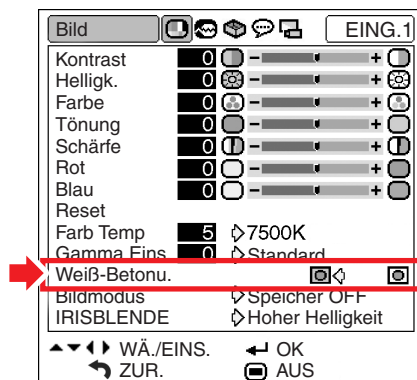 Bild EING.1
Kontrast 0 - +
Helligk. 0 - +
Farbe 0 - +
Tönung 0 - +
Schärfe 0 - +
Rot 0 - +
Blau 0 - +
Reset
Farb Temp 5 7500K
Gamma Eins. 0 Standard
Weiß-Betonu.
Bildmodus Speicher OFF
IRISBLENDE Hoher Helligkeit
WÄ./EINS. OK
ZUR. AUS